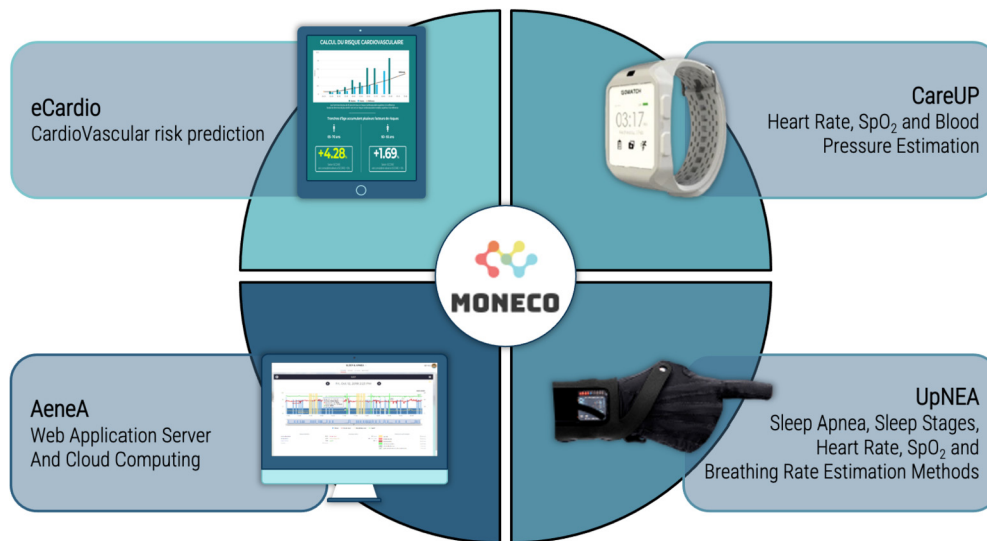 eCardio
CardioVascular risk prediction
CALCUL DU RISQUE CARDIOVASCULAIRE
+4.28
+1.69
CareUP
Heart Rate, SpO₂ and Blood
Pressure Estimation
03:17
MONECO
AeneA
Web Application Server
And Cloud Computing
UpNEA
Sleep Apnea, Sleep Stages,
Heart Rate, SpO₂ and
Breathing Rate Estimation Methods